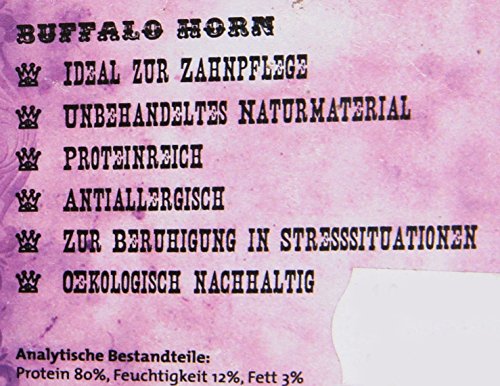 BUFFALO HORN
IDEAL ZUR ZAHNPFLEGE
UNBEHANDELTES NATURMATERIAL
PROTEINREICH
ANTIALLERGISCH
ZUR BERUHIGUNG IN STRESSSITUATIONEN
OEKOLOGISCH NACHHALTIG
Analytische Bestandteile:
Protein 80%, Feuchtigkeit 12%, Fett 3%